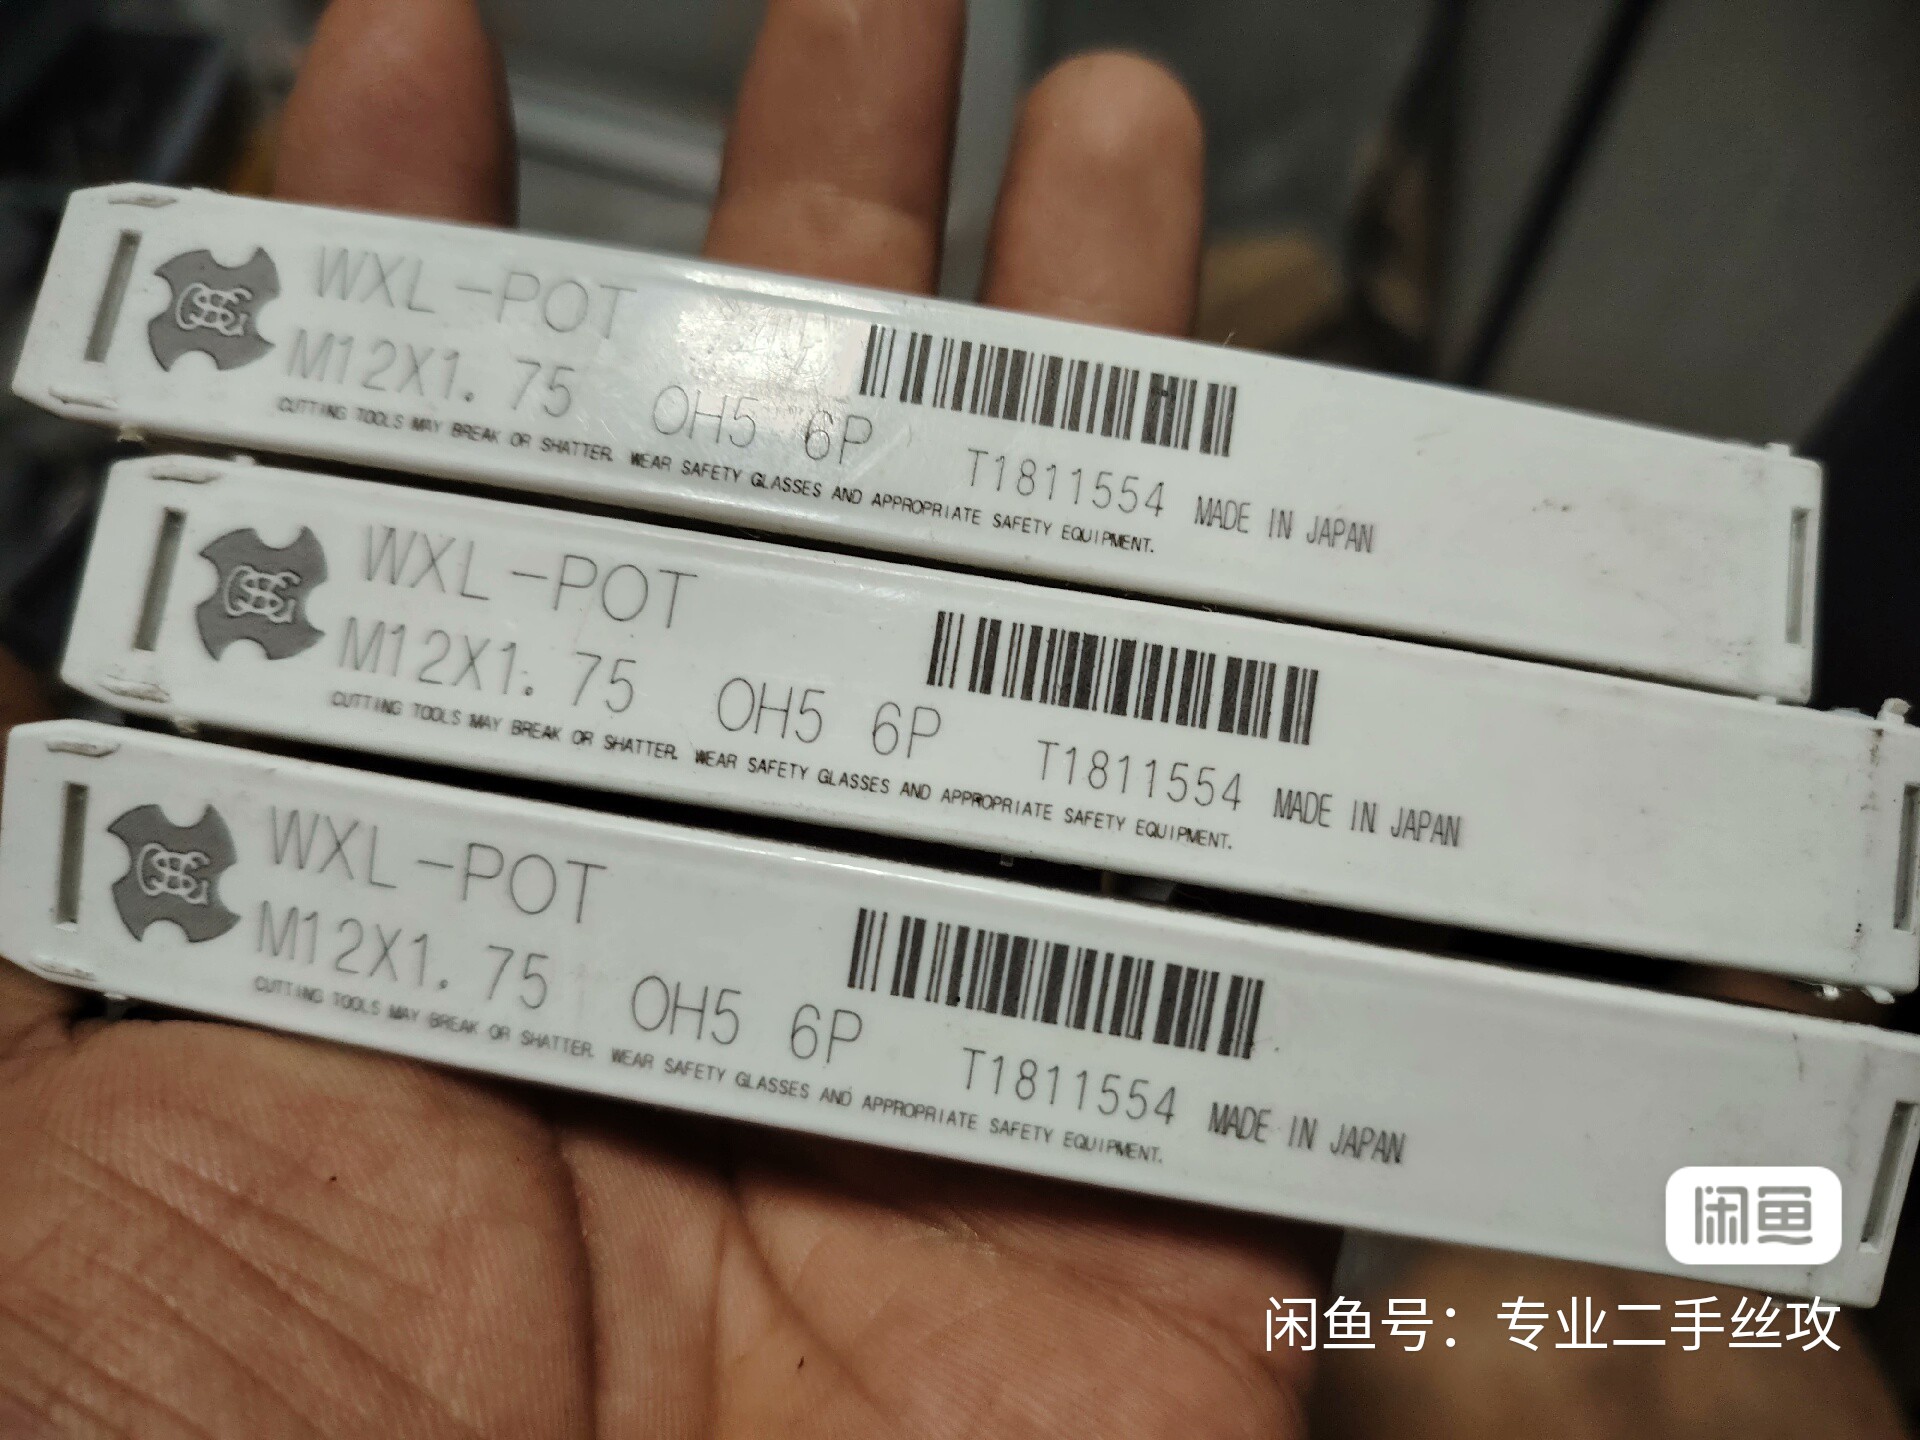 OSG
WXL-POT
M12X1.75 OH5 6P T1811554 MADE IN JAPAN
CUTTING TOOLS MAY BREAK OR SHATTER. WEAR SAFETY GLASSES AND APPROPRIATE SAFETY EQUIPMENT.
OSG
WXL-POT
M12X1.75 OH5 6P T1811554 MADE IN JAPAN
CUTTING TOOLS MAY BREAK OR SHATTER. WEAR SAFETY GLASSES AND APPROPRIATE SAFETY EQUIPMENT.
OSG
WXL-POT
M12X1.75 OH5 6P T1811554 MADE IN JAPAN
CUTTING TOOLS MAY BREAK OR SHATTER. WEAR SAFETY GLASSES AND APPROPRIATE SAFETY EQUIPMENT.
闲鱼
闲鱼号：专业二手丝攻